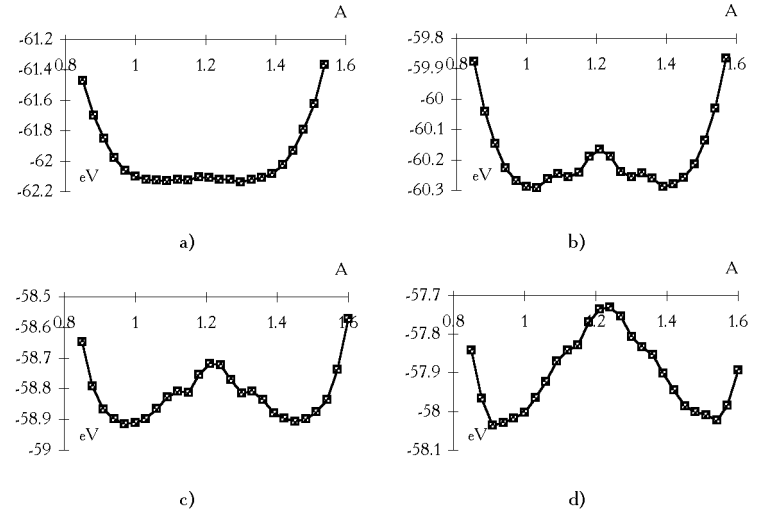 A
-61.2
0.8 1 1.2 1.4 1.6
-61.4
-61.6
-61.8
-62
eV
-62.2
a)
A
-59.8
0.8 1 1.2 1.4 1.6
-59.9
-60
-60.1
-60.2
eV
-60.3
b)
A
-58.5
0.8 1 1.2 1.4 1.6
-58.6
-58.7
-58.8
-58.9
eV
-59
c)
A
-57.7
0.8 1 1.2 1.4 1.6
-57.8
-57.9
-58
eV
-58.1
d)